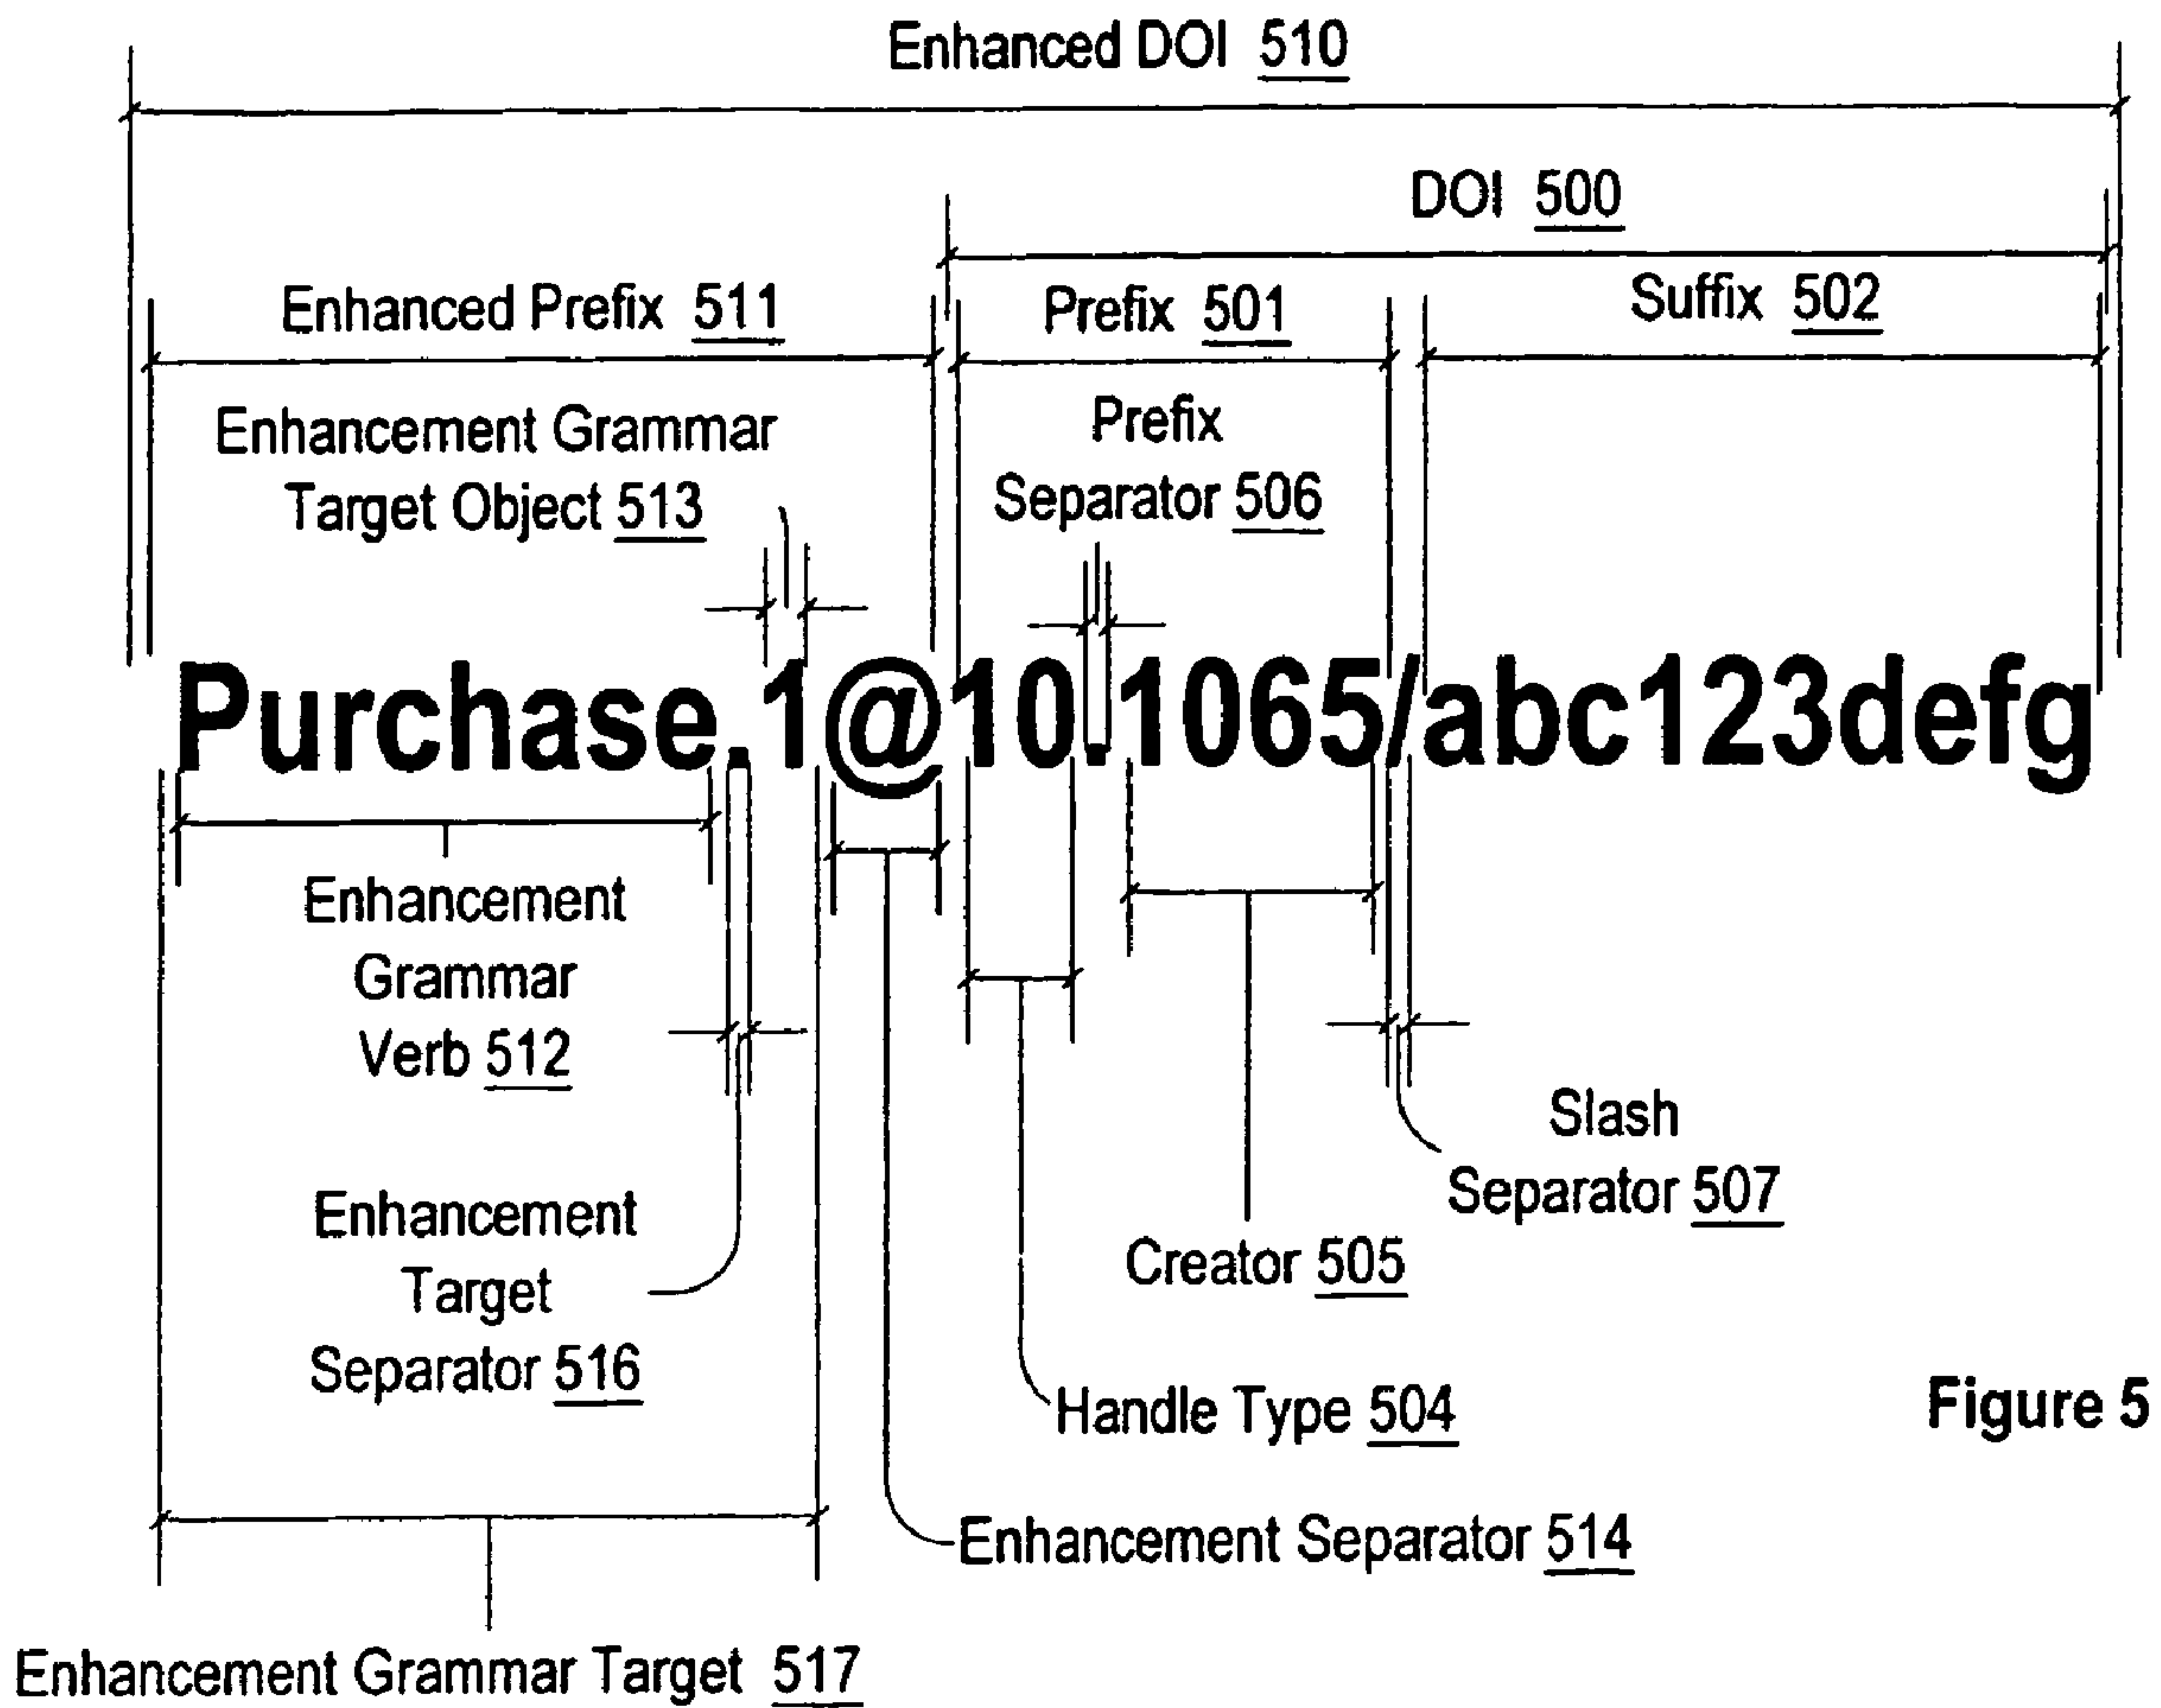 Enhanced DOI 510
DOI 500
Enhanced Prefix 511
Prefix 501
Suffix 502
Enhancement Grammar
Target Object 513
Prefix
Separator 506
Purchase.1@10.1065/abc123defg
Enhancement
Grammar
Verb 512
Enhancement
Target
Separator 516
Slash
Separator 507
Creator 505
Handle Type 504
Figure 5
Enhancement Separator 514
Enhancement Grammar Target 517